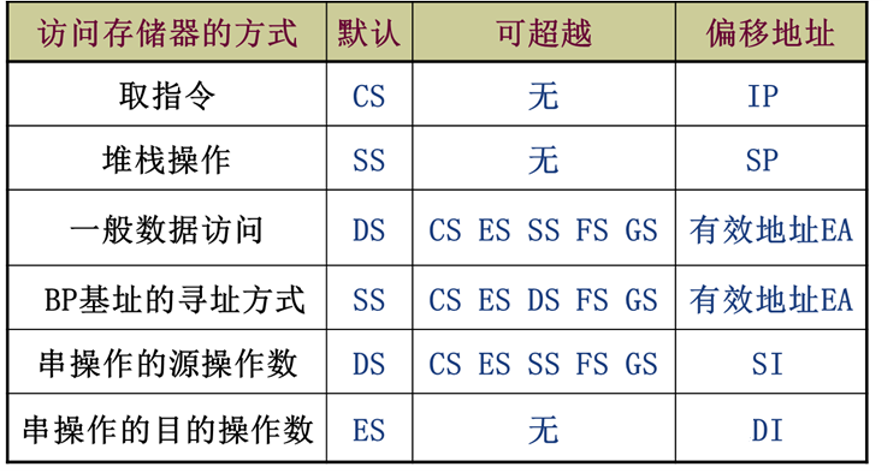 访问存储器的方式 默认 可超越 偏移地址
取指令 CS 无 IP
堆栈操作 SS 无 SP
一般数据访问 DS CS ES SS FS GS 有效地址EA
BP基址的寻址方式 SS CS ES DS FS GS 有效地址EA
串操作的源操作数 DS CS ES SS FS GS SI
串操作的目的操作数 ES 无 DI